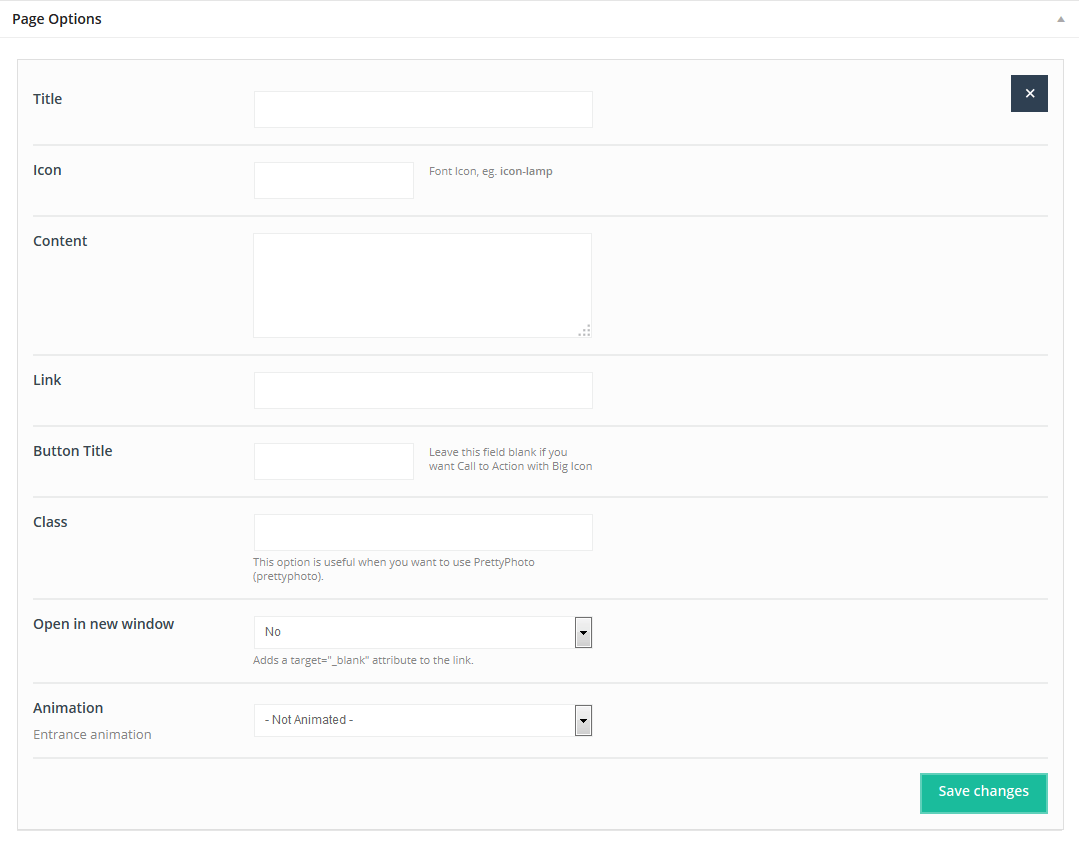 Page Options
Title
Icon
Font Icon, eg. icon-lamp
Content
Link
Button Title
Leave this field blank if you
want Call to Action with Big Icon
Class
This option is useful when you want to use PrettyPhoto
(prettyphoto).
Open in new window
No
Adds a target="_blank" attribute to the link.
Animation
- Not Animated -
Entrance animation
Save changes